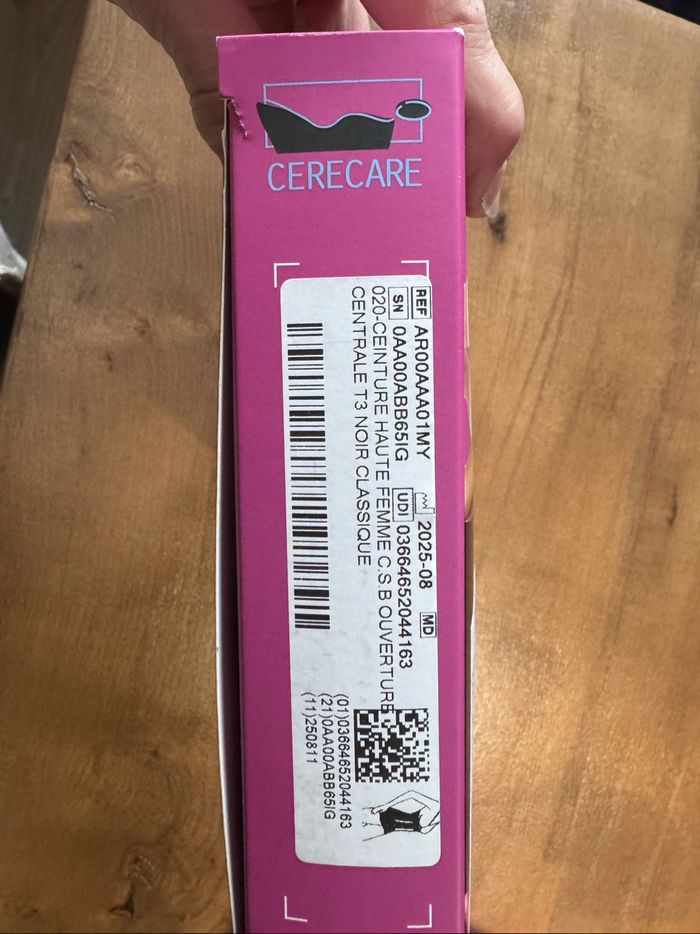 CERECARE
REF AR00AAA01MY 2025-08 MD
SN 0AA00ABB65IG UDI 03664652044163
020-CEINTURE HAUTE FEMME C.S.B OUVERTURE
CENTRALE T3 NOIR CLASSIQUE
(01)03664652044163
(21)0AA00ABB65IG
(11)250811